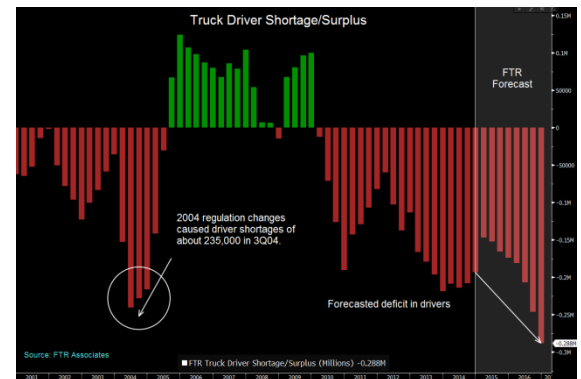 Truck Driver Shortage/Surplus
0.15M
0.1M
FTR
Forecast
50000
0
-50000
-0.1M
2004 regulation changes
caused driver shortages of
about 235,000 in 3Q04.
-0.2M
Forecasted deficit in drivers
-0.25M
-0.288M
Source: FTR Associates
-0.3M
FTR Truck Driver Shortage/Surplus (Millions) -0.288M
2001 2002 2003 2004 2005 2006 2007 2008 2009 2010 2011 2012 2013 2014 2015 2016 20